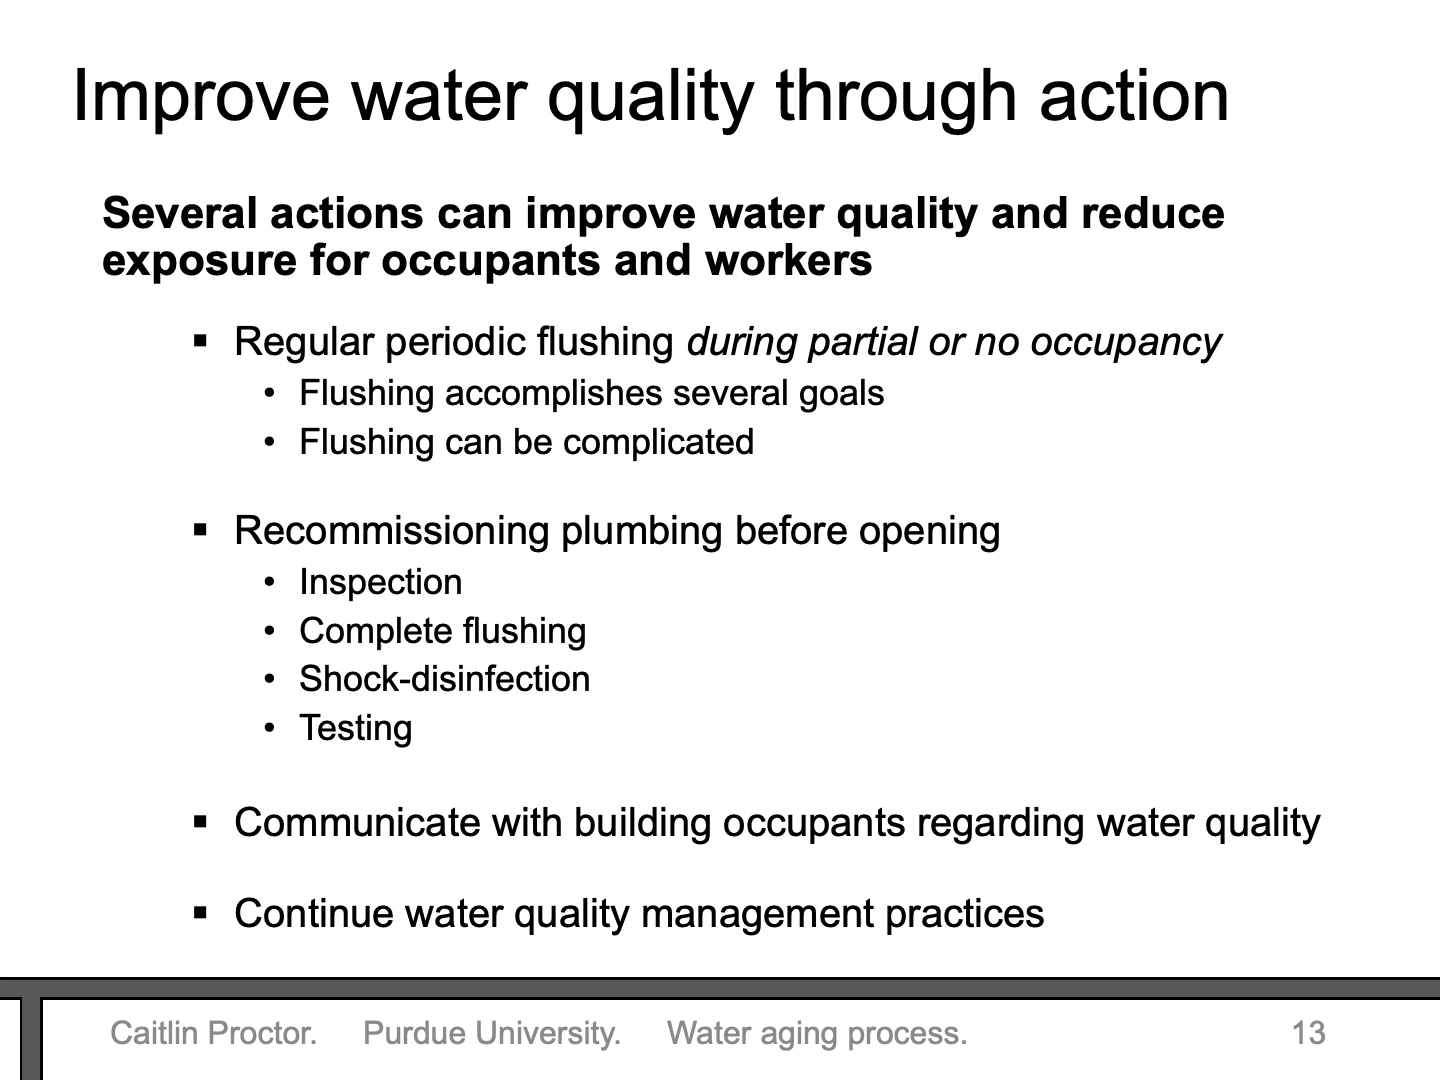 Improve water quality through action
Several actions can improve water quality and reduce
exposure for occupants and workers
▪ Regular periodic flushing during partial or no occupancy
• Flushing accomplishes several goals
• Flushing can be complicated
▪ Recommissioning plumbing before opening
• Inspection
• Complete flushing
• Shock-disinfection
• Testing
▪ Communicate with building occupants regarding water quality
▪ Continue water quality management practices
Caitlin Proctor. Purdue University. Water aging process. 13